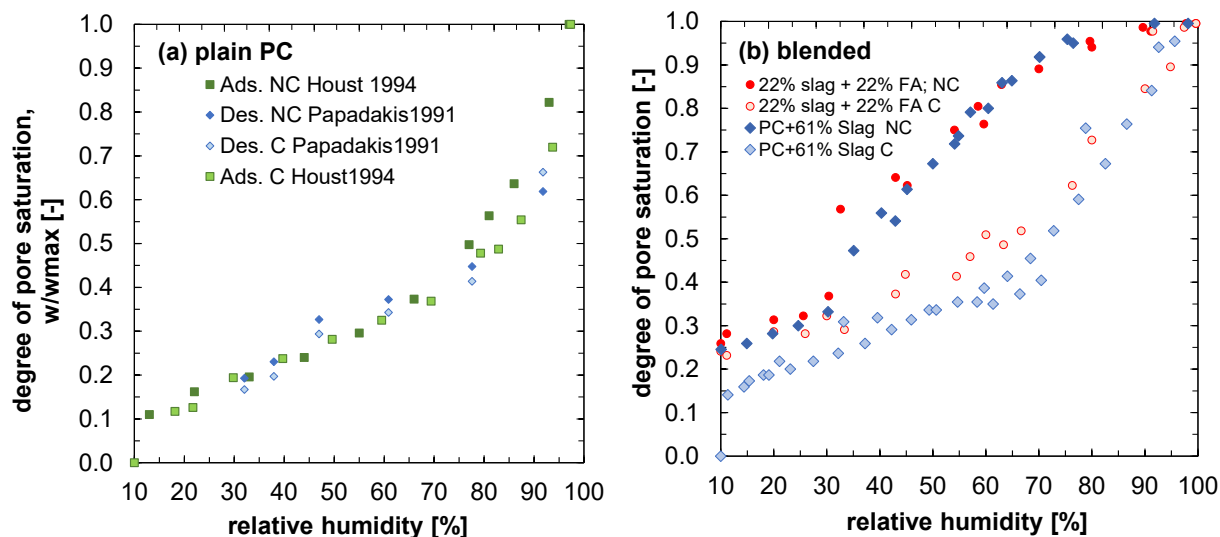 (a) plain PC
Ads. NC Houst 1994
Des. NC Papadakis1991
Des. C Papadakis1991
Ads. C Houst1994
degree of pore saturation,
w/wmax [-]
1.0
0.9
0.8
0.7
0.6
0.5
0.4
0.3
0.2
0.1
0.0
10 20 30 40 50 60 70 80 90 100
relative humidity [%]
(b) blended
22% slag + 22% FA; NC
22% slag + 22% FA C
PC+61% Slag  NC
PC+61% Slag C
degree of pore saturation [-]
1.0
0.9
0.8
0.7
0.6
0.5
0.4
0.3
0.2
0.1
0.0
10 20 30 40 50 60 70 80 90 100
relative humidity [%]